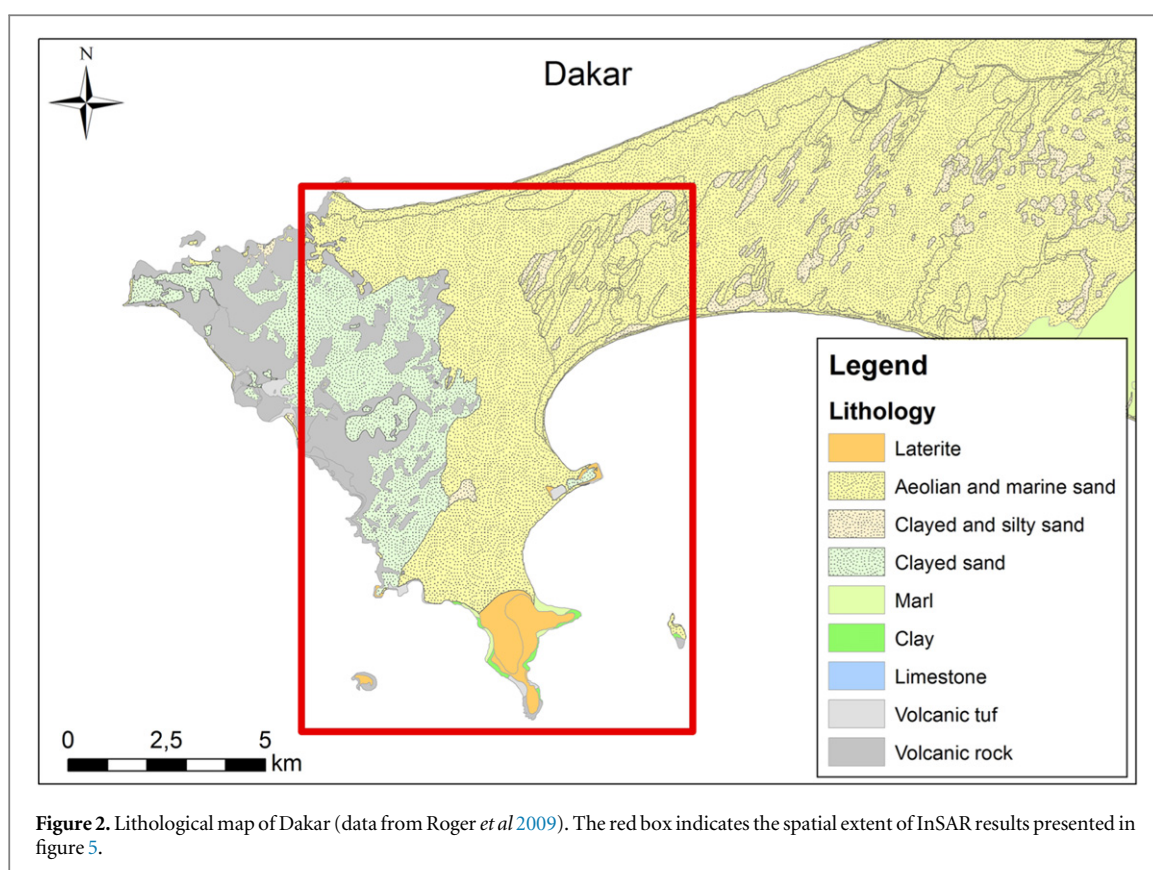 N
Dakar
Legend
Lithology
Laterite
Aeolian and marine sand
Clayed and silty sand
Clayed sand
Marl
Clay
Limestone
Volcanic tuf
Volcanic rock
0 2,5 5
km
Figure 2. Lithological map of Dakar (data from Roger et al 2009). The red box indicates the spatial extent of InSAR results presented in
figure 5.